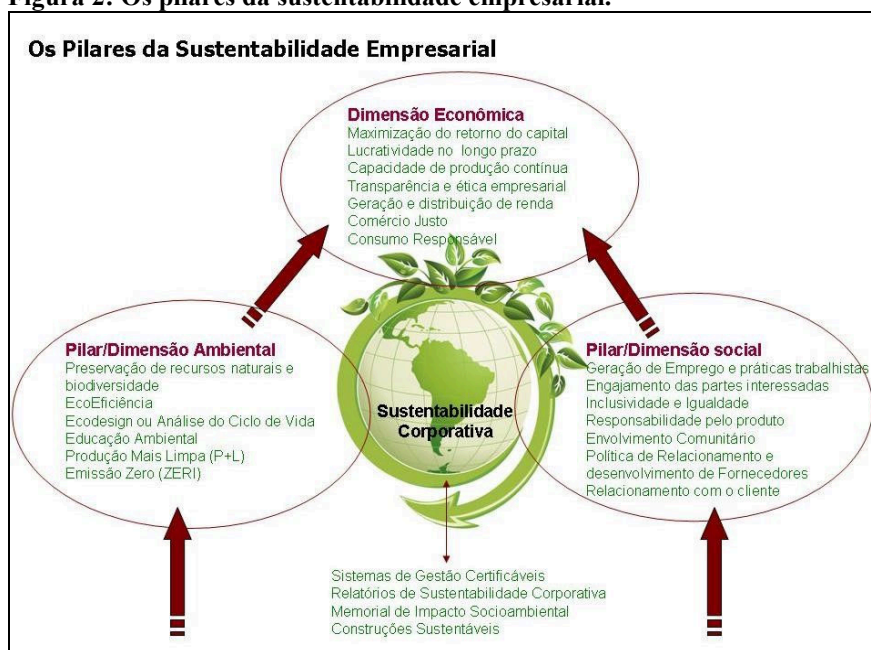 Figura 2: Os pilares da sustentabilidade empresarial.
Os Pilares da Sustentabilidade Empresarial
Dimensão Econômica
Maximização do retorno do capital
Lucratividade no longo prazo
Capacidade de produção contínua
Transparência e ética empresarial
Geração e distribuição de renda
Comércio Justo
Consumo Responsável
Pilar/Dimensão Ambiental
Preservação de recursos naturais e
biodiversidade
EcoEficiência
Ecodesign ou Análise do Ciclo de Vida
Educação Ambiental
Produção Mais Limpa (P+L)
Emissão Zero (ZERI)
Sustentabilidade
Corporativa
Pilar/Dimensão social
Geração de Emprego e práticas trabalhistas
Engajamento das partes interessadas
Inclusividade e Igualdade
Responsabilidade pelo produto
Envolvimento Comunitário
Política de Relacionamento e
desenvolvimento de Fornecedores
Relacionamento com o cliente
Sistemas de Gestão Certificáveis
Relatórios de Sustentabilidade Corporativa
Memorial de Impacto Socioambiental
Construções Sustentáveis